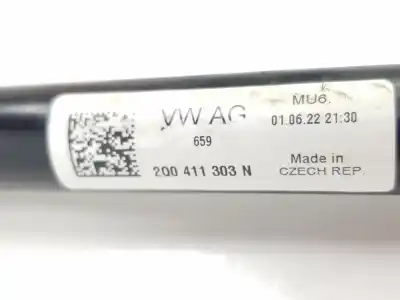 VW AG
MU6.
01.06.22 21:30
659
2Q0 411 303 N
Made in
CZECH REP.